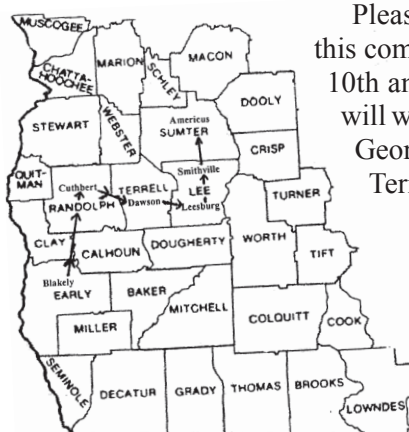 Pleas
this com
10th an
will w
Geor
Terr
MUSCOGEE
CHATTA-
HOOCHEE
MARION
SCHLEY
MACON
STEWART
WEBSTER
Americus
SUMTER
DOOLY
CRISP
QUIT-
MAN
Cuthbert
RANDOLPH
TERRELL
Dawson
Smithville
LEE
Leesburg
TURNER
CLAY
CALHOUN
DOUGHERTY
WORTH
TIFT
Blakely
EARLY
BAKER
MITCHELL
COLQUITT
COOK
MILLER
SEMINOLE
DECATUR
GRADY
THOMAS
BROOKS
LOWNDES